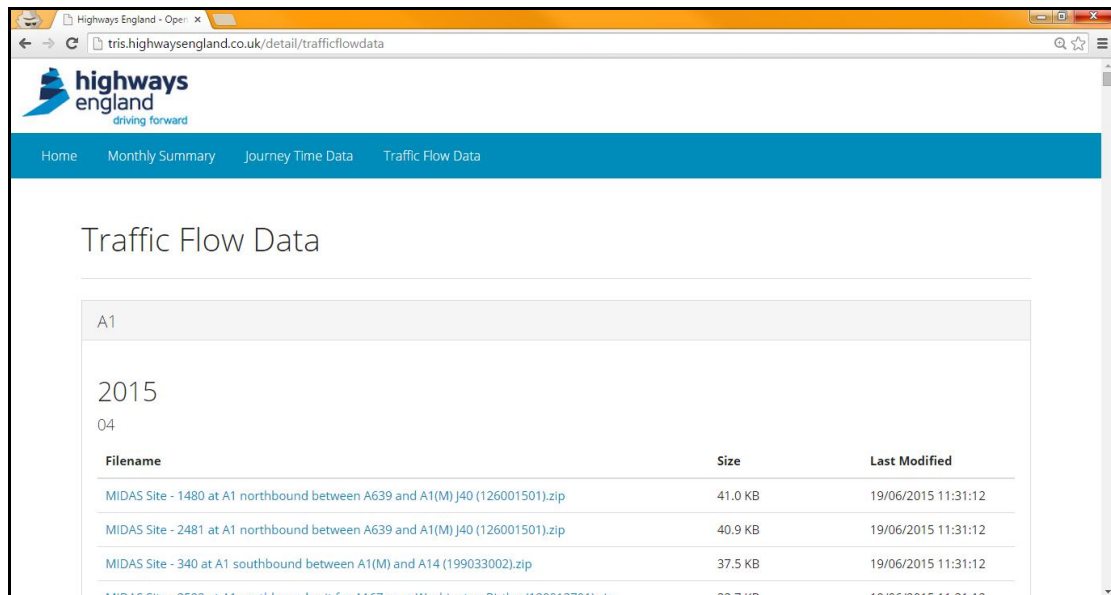 Highways England - Open
tris.highwaysengland.co.uk/detail/trafficflowdata
highways
england
driving forward
Home Monthly Summary Journey Time Data Traffic Flow Data
Traffic Flow Data
A1
2015
04
Filename Size Last Modified
MIDAS Site - 1480 at A1 northbound between A639 and A1(M) J40 (126001501).zip 41.0 KB 19/06/2015 11:31:12
MIDAS Site - 2481 at A1 northbound between A639 and A1(M) J40 (126001501).zip 40.9 KB 19/06/2015 11:31:12
MIDAS Site - 340 at A1 southbound between A1(M) and A14 (199033002).zip 37.5 KB 19/06/2015 11:31:12